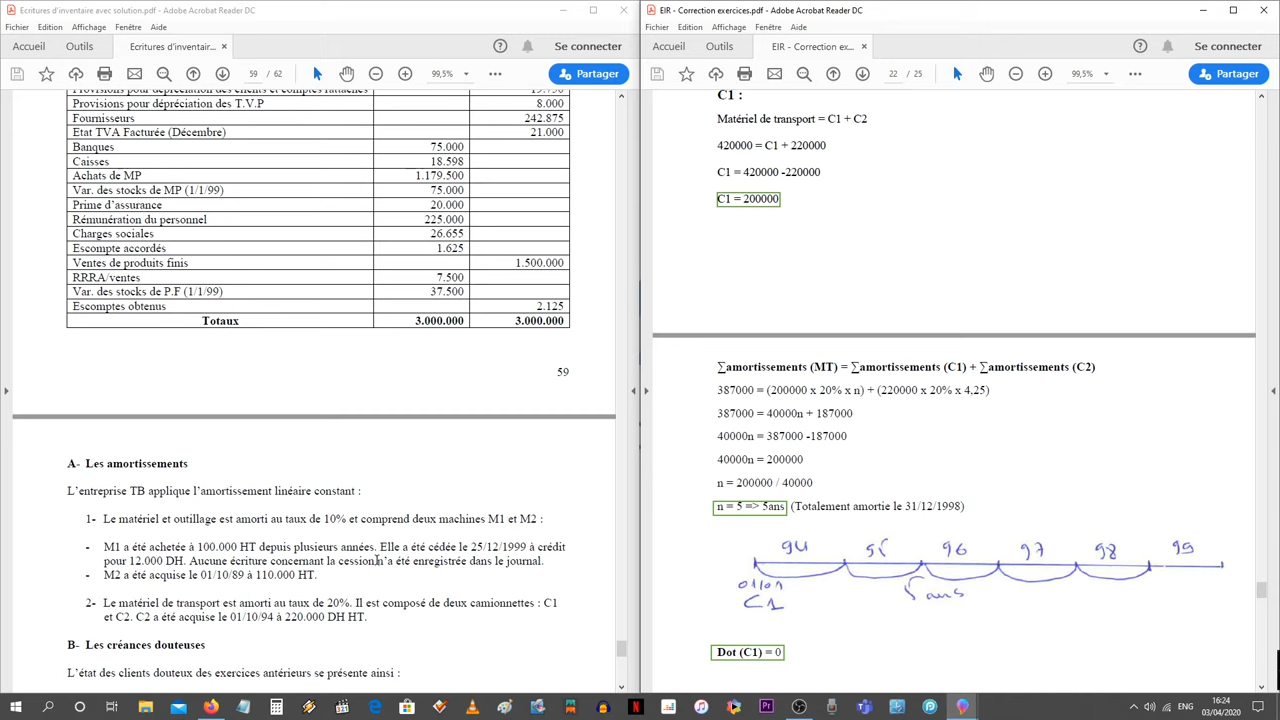 Ecritures d'inventaire avec solution.pdf - Adobe Acrobat Reader DC
Fichier Edition Affichage Fenêtre Aide
Accueil Outils Ecritures d'inventaire... × Se connecter
59 / 62 99,5% Partager
Provisions pour dépréciation des clients et comptes rattachés 19.750
Provisions pour dépréciation des T.V.P 8.000
Fournisseurs 242.875
Etat TVA Facturée (Décembre) 21.000
Banques 75.000
Caisses 18.598
Achats de MP 1.179.500
Var. des stocks de MP (1/1/99) 75.000
Prime d'assurance 20.000
Rémunération du personnel 225.000
Charges sociales 26.655
Escompte accordés 1.625
Ventes de produits finis 1.500.000
RRRA/ventes 7.500
Var. des stocks de P.F (1/1/99) 37.500
Escomptes obtenus 2.125
Totaux 3.000.000 3.000.000
59
A- Les amortissements
L'entreprise TB applique l'amortissement linéaire constant :
1- Le matériel et outillage est amorti au taux de 10% et comprend deux machines M1 et M2 :
- M1 a été achetée à 100.000 HT depuis plusieurs années. Elle a été cédée le 25/12/1999 à crédit
pour 12.000 DH. Aucune écriture concernant la cession n'a été enregistrée dans le journal.
- M2 a été acquise le 01/10/89 à 110.000 HT.
2- Le matériel de transport est amorti au taux de 20%. Il est composé de deux camionnettes : C1
et C2. C2 a été acquise le 01/10/94 à 220.000 DH HT.
B- Les créances douteuses
L'état des clients douteux des exercices antérieurs se présente ainsi :
EIR - Correction exercices.pdf - Adobe Acrobat Reader DC
Fichier Edition Affichage Fenêtre Aide
Accueil Outils EIR - Correction ex... × Se connecter
22 / 25 99,5% Partager
C1 :
Matériel de transport = C1 + C2
420000 = C1 + 220000
C1 = 420000 -220000
C1 = 200000
∑amortissements (MT) = ∑amortissements (C1) + ∑amortissements (C2)
387000 = (200000 x 20% x n) + (220000 x 20% x 4,25)
387000 = 40000n + 187000
40000n = 387000 -187000
40000n = 200000
n = 200000 / 40000
n = 5 => 5ans (Totalement amortie le 31/12/1998)
94 95 96 97 98 99
01/01 5 ans
C1
Dot (C1) = 0
ENG 16:24
03/04/2020